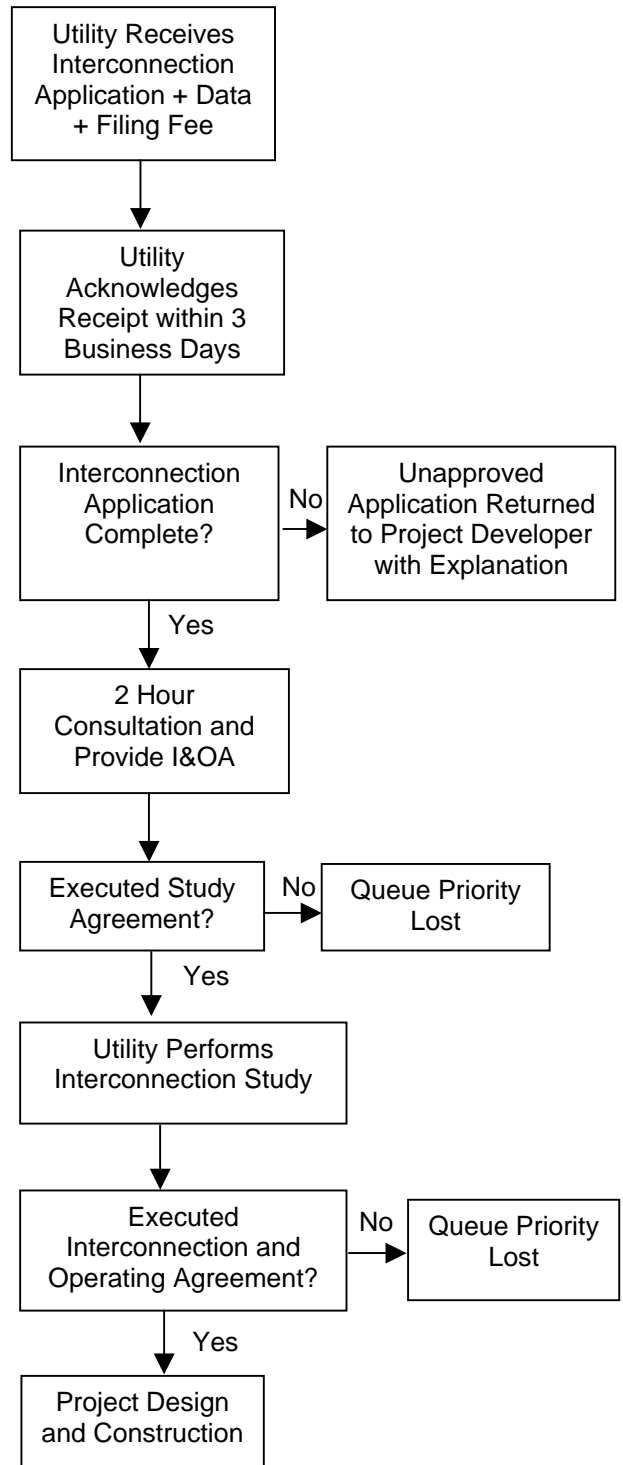 Utility Receives
Interconnection
Application + Data
+ Filing Fee
Utility
Acknowledges
Receipt within 3
Business Days
Interconnection
Application
Complete?
No
Unapproved
Application Returned
to Project Developer
with Explanation
Yes
2 Hour
Consultation and
Provide I&OA
Executed Study
Agreement?
No
Queue Priority
Lost
Yes
Utility Performs
Interconnection Study
Executed
Interconnection and
Operating Agreement?
No
Queue Priority
Lost
Yes
Project Design
and Construction